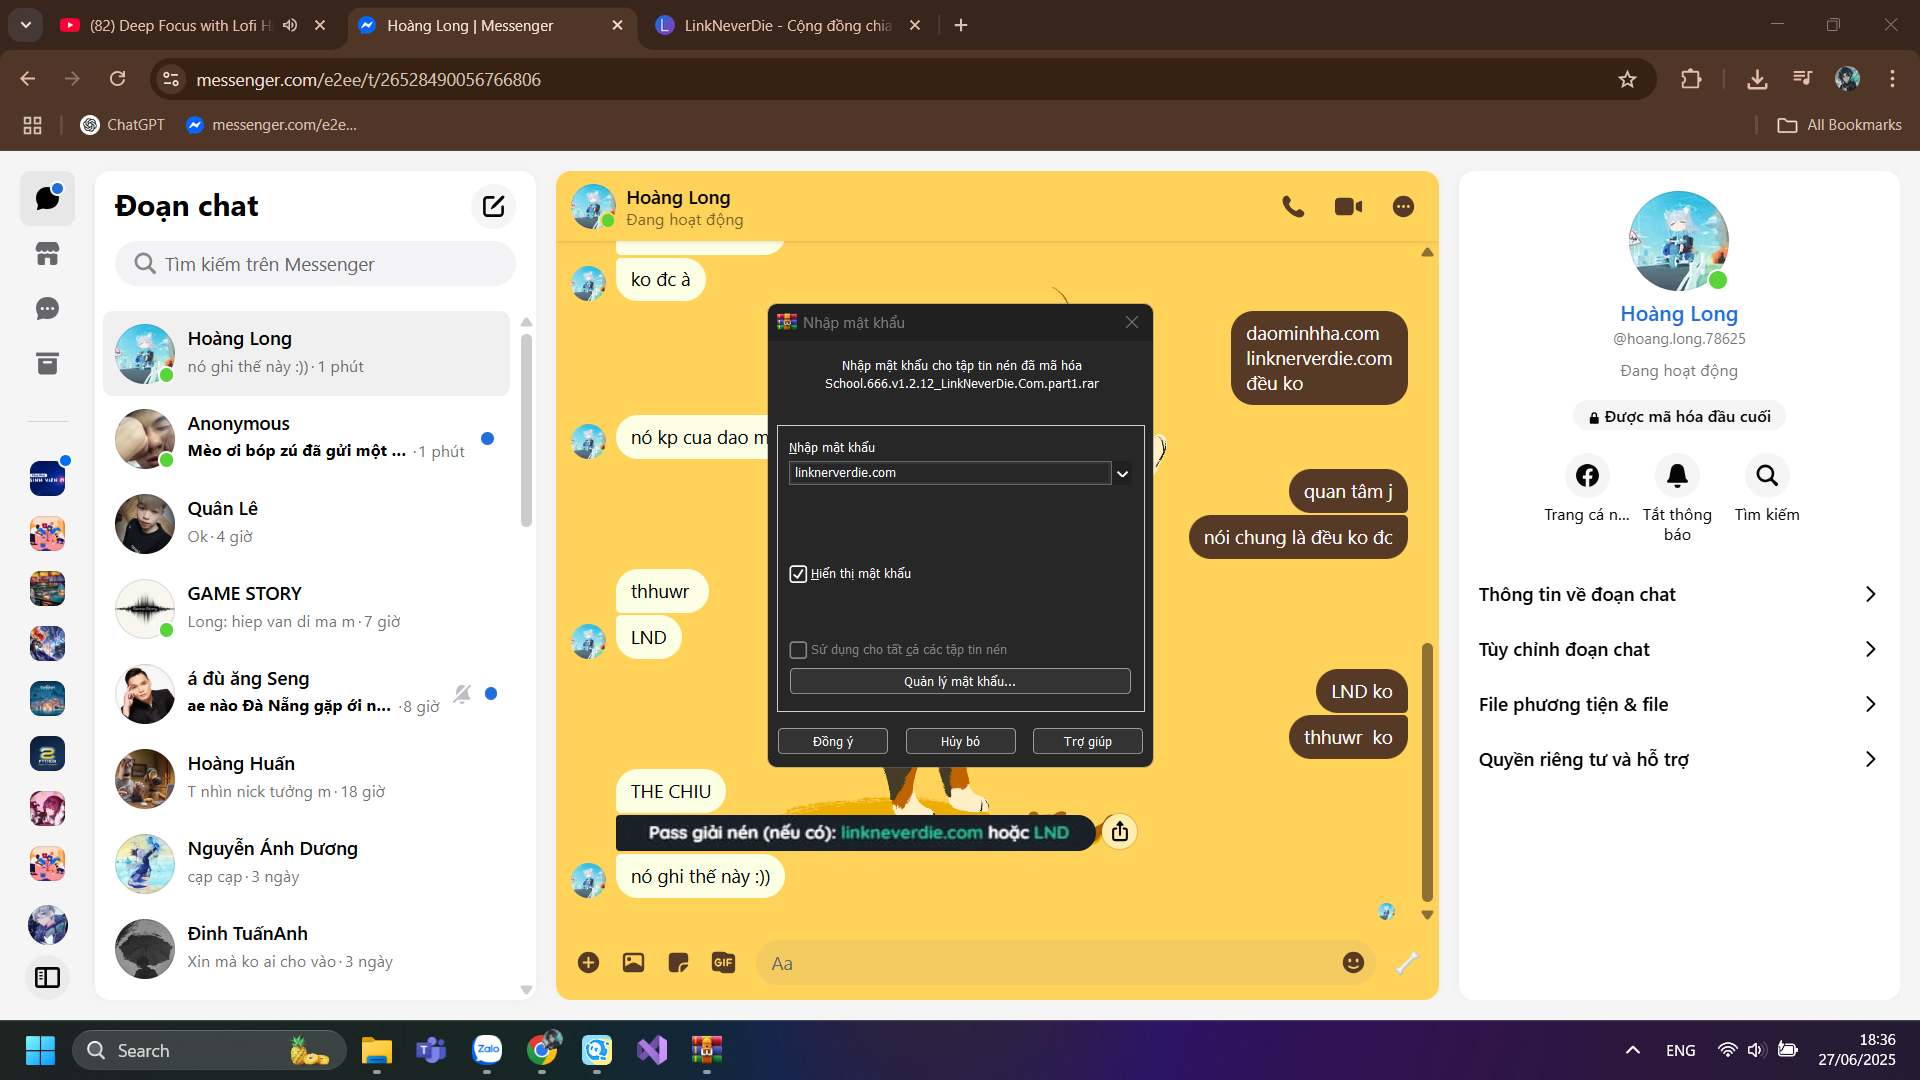 (82) Deep Focus with Lofi Hi
Hoàng Long | Messenger
LinkNeverDie - Cộng đồng chia
messenger.com/e2ee/t/26528490056766806
ChatGPT
messenger.com/e2e...
All Bookmarks
Đoạn chat
Tìm kiếm trên Messenger
Hoàng Long
nó ghi thế này :)) · 1 phút
Anonymous
Mèo ơi bóp zú đã gửi một ... · 1 phút
Quân Lê
Ok · 4 giờ
GAME STORY
Long: hiep van di ma m · 7 giờ
á đù ăng Seng
ae nào Đà Nẵng gặp ới n... · 8 giờ
Hoàng Huấn
T nhìn nick tưởng m · 18 giờ
Nguyễn Ánh Dương
cạp cạp · 3 ngày
Đinh TuấnAnh
Xin mà ko ai cho vào · 3 ngày
Hoàng Long
Đang hoạt động
ko đc à
daominhha.com
linknerverdie.com
đều ko
nó kp cua dao m
quan tâm j
nói chung là đều ko đc
thhuwr
LND
LND ko
thhuwr ko
THE CHIU
Pass giải nén (nếu có): linkneverdie.com hoặc LND
nó ghi thế này :))
GIF
Aa
Nhập mật khẩu
Nhập mật khẩu cho tập tin nén đã mã hóa
School.666.v1.2.12_LinkNeverDie.Com.part1.rar
Nhập mật khẩu
linknerverdie.com
Hiển thị mật khẩu
Sử dụng cho tất cả các tập tin nén
Quản lý mật khẩu...
Đồng ý
Hủy bỏ
Trợ giúp
Hoàng Long
@hoang.long.78625
Đang hoạt động
Được mã hóa đầu cuối
Trang cá n...
Tắt thông báo
Tìm kiếm
Thông tin về đoạn chat
Tùy chỉnh đoạn chat
File phương tiện & file
Quyền riêng tư và hỗ trợ
Search
Zalo
ENG
18:36
27/06/2025